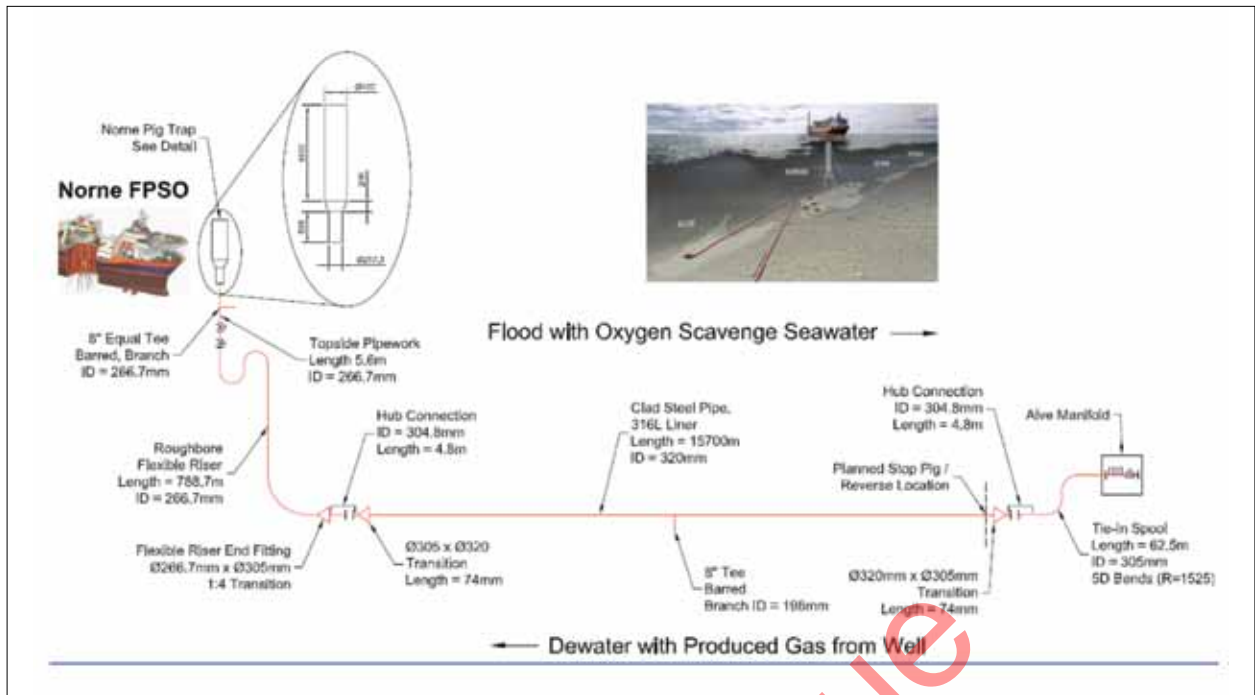 Norne Pig Trap
See Detail
Norne FPSO
8" Equal Tee
Barred, Branch
ID = 266.7mm
Topside Pipework
Length 5.6m
ID = 266.7mm
Flood with Oxygen Scavenge Seawater
Roughbore
Flexible Riser
Length = 788.7m
ID = 266.7mm
Hub Connection
ID = 304.8mm
Length = 4.8m
Clad Steel Pipe,
316L Liner
Length = 15700m
ID = 320mm
Hub Connection
ID = 304.8mm
Length = 4.8m
Alve Manifold
Planned Stop Pig /
Reverse Location
Flexible Riser End Fitting
Ø266.7mm x Ø305mm
1:4 Transition
Ø305 x Ø320
Transition
Length = 74mm
8" Tee
Barred
Branch ID = 198mm
Ø320mm x Ø305mm
Transition
Length = 74mm
Tie-in Spool
Length = 62.5m
ID = 305mm
5D Bends (R=1525)
Dewater with Produced Gas from Well